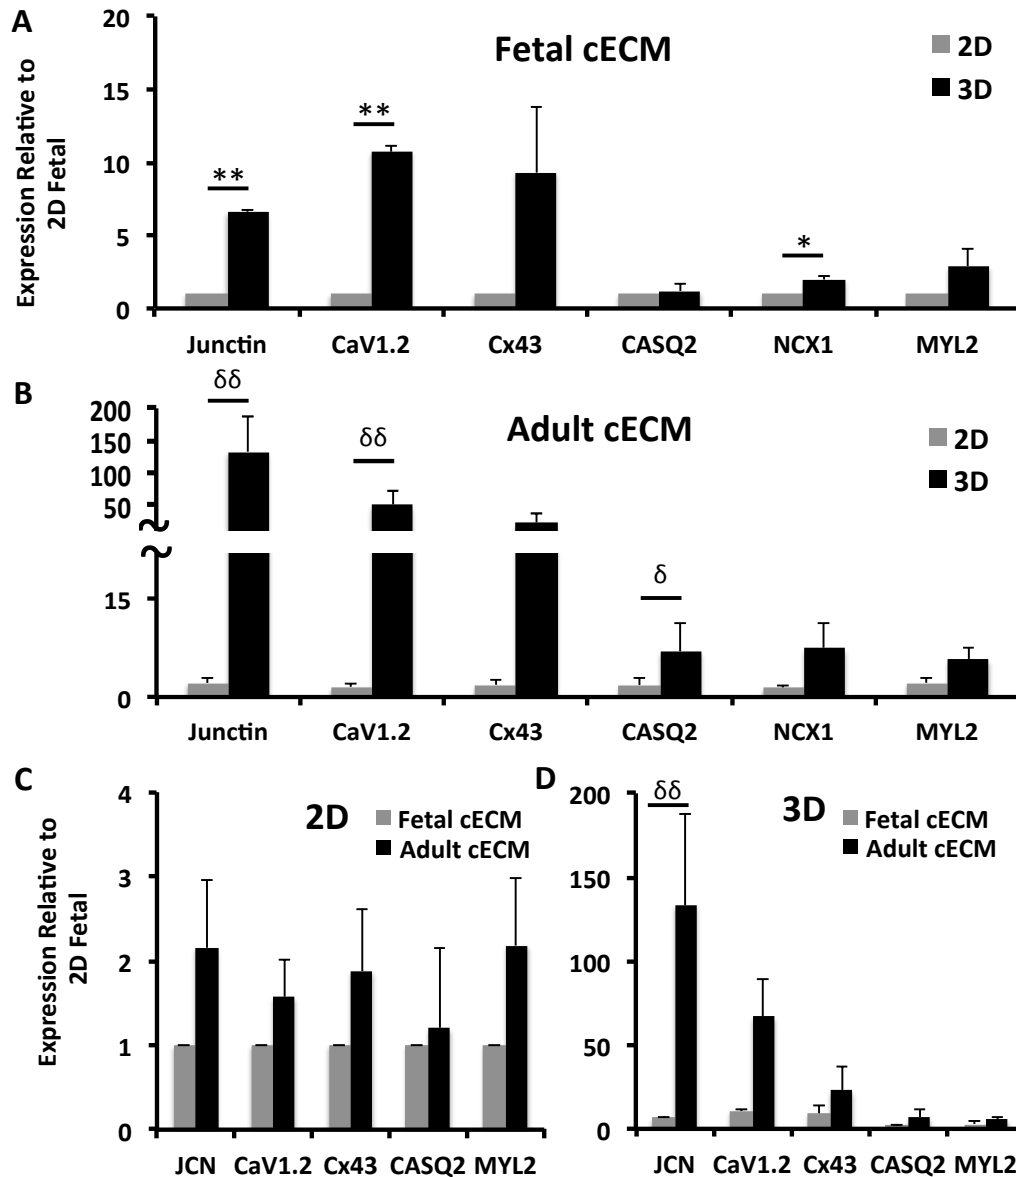 A
20
Fetal cECM
2D
3D
15
**
10
**
5
*
0
Expression Relative to
2D Fetal
Junctin CaV1.2 Cx43 CASQ2 NCX1 MYL2
B
δδ
200
Adult cECM
2D
3D
150
δδ
100
50
δ
15
0
Junctin CaV1.2 Cx43 CASQ2 NCX1 MYL2
C
4
2D
Fetal cECM
Adult cECM
3
2
1
0
Expression Relative to
2D Fetal
JCN CaV1.2 Cx43 CASQ2 MYL2
D
200
δδ
3D
Fetal cECM
Adult cECM
150
100
50
0
JCN CaV1.2 Cx43 CASQ2 MYL2